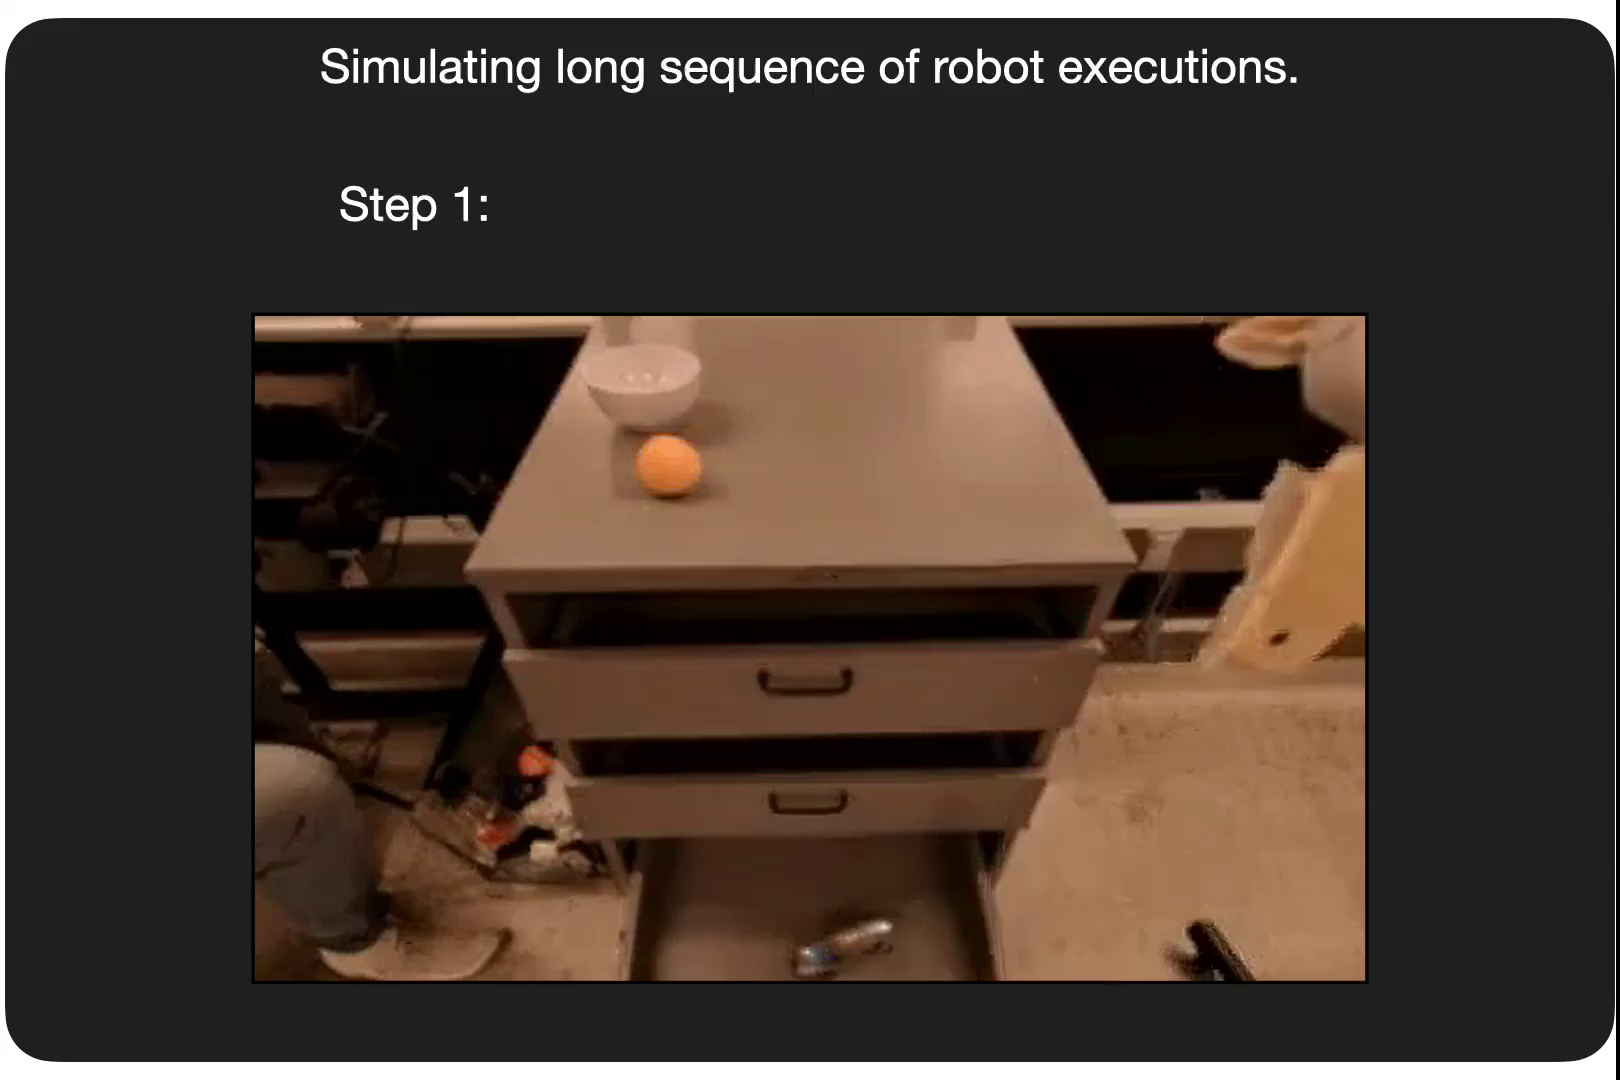 Simulating long sequence of robot executions.
Step 1: